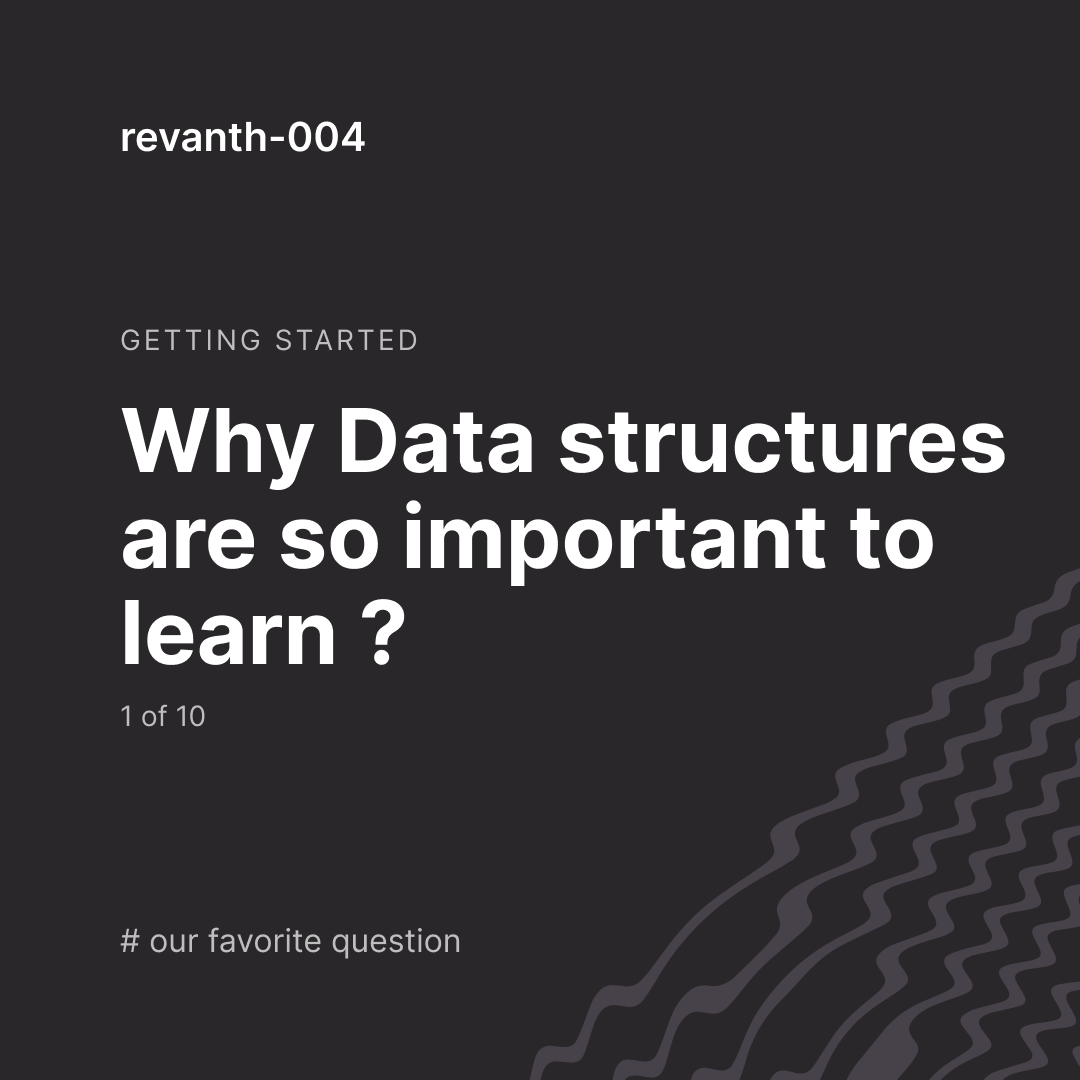 revanth-004
GETTING STARTED
Why Data structures
are so important to
learn ?
1 of 10
# our favorite question